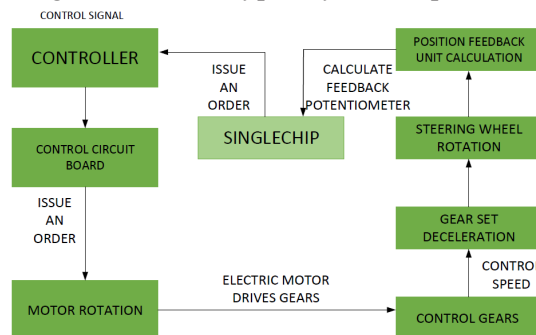 CONTROL SIGNAL
CONTROLLER
ISSUE
AN
ORDER
CALCULATE
FEEDBACK
POTENTIOMETER
POSITION FEEDBACK
UNIT CALCULATION
SINGLECHIP
CONTROL CIRCUIT
BOARD
STEERING WHEEL
ROTATION
ISSUE
AN
ORDER
GEAR SET
DECELERATION
ELECTRIC MOTOR
DRIVES GEARS
CONTROL
SPEED
MOTOR ROTATION
CONTROL GEARS